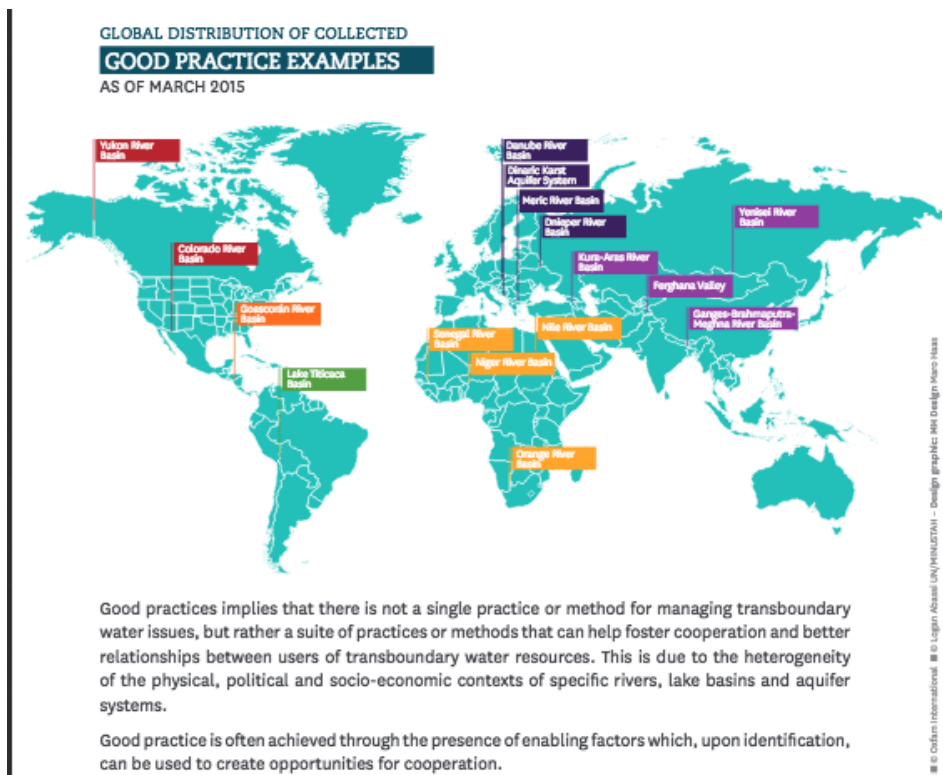 GLOBAL DISTRIBUTION OF COLLECTED
GOOD PRACTICE EXAMPLES
AS OF MARCH 2015
Yukon River
Basin
Colorado River
Basin
Goascorán River
Basin
Lake Titicaca
Basin
Danube River
Basin
Dinaric Karst
Aquifer System
Meric River Basin
Dnieper River
Basin
Kura-Aras River
Basin
Yenisei River
Basin
Ferghana Valley
Ganges-Brahmaputra-
Meghna River Basin
Senegal River
Basin
Nile River Basin
Niger River Basin
Orange River
Basin
Good practices implies that there is not a single practice or method for managing transboundary
water issues, but rather a suite of practices or methods that can help foster cooperation and better
relationships between users of transboundary water resources. This is due to the heterogeneity
of the physical, political and socio-economic contexts of specific rivers, lake basins and aquifer
systems.
Good practice is often achieved through the presence of enabling factors which, upon identification,
can be used to create opportunities for cooperation.
© Oxfam International © Logan Abassi UN/MINUSTAH – Design graphic: MH Design Maro Haas